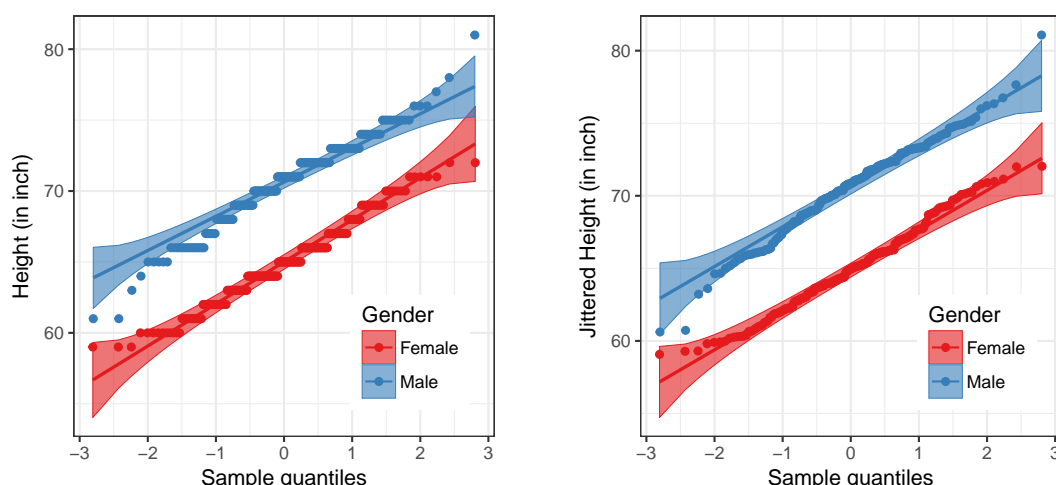 80
70
60
Height (in inch)
Gender
Female
Male
−3 −2 −1 0 1 2 3
Sample quantiles
80
70
60
Jittered Height (in inch)
Gender
Female
Male
−3 −2 −1 0 1 2 3
Sample quantiles